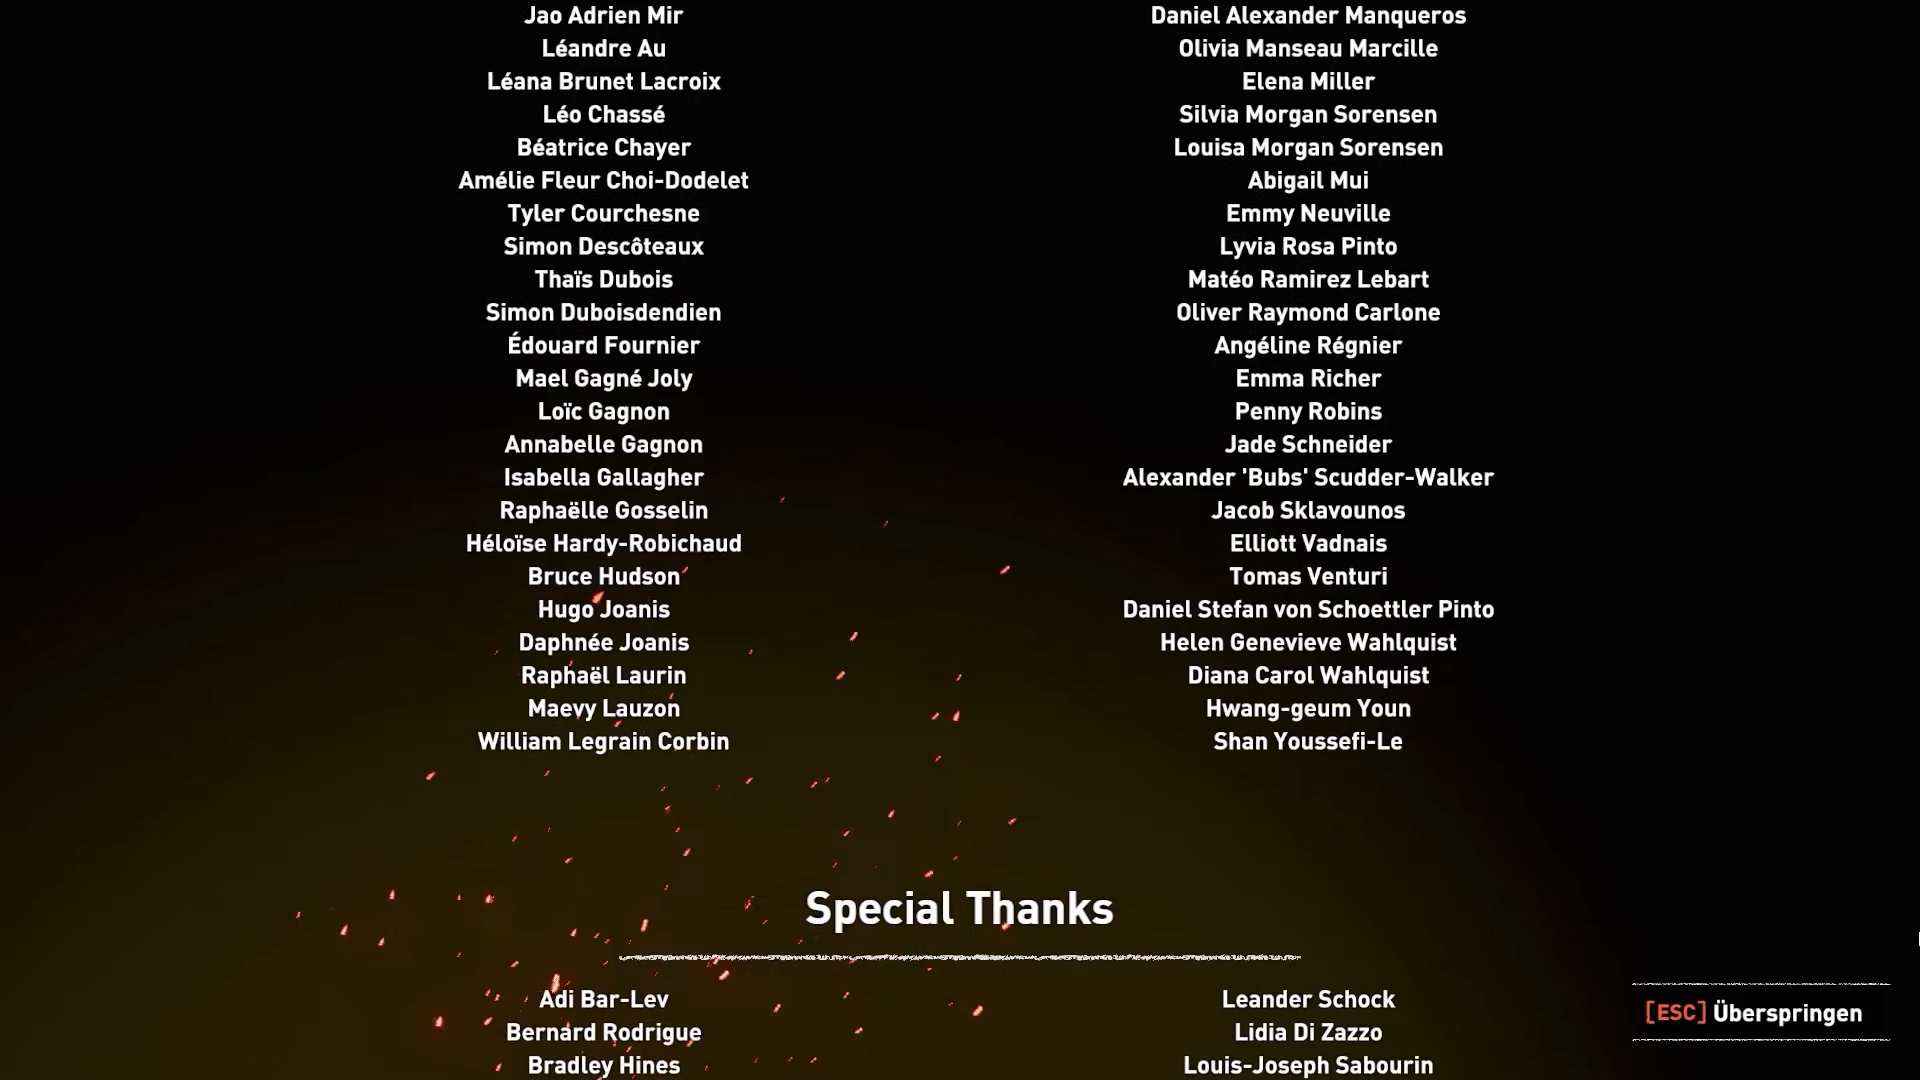 Jao Adrien Mir
Léandre Au
Léana Brunet Lacroix
Léo Chassé
Béatrice Chayer
Amélie Fleur Choi-Dodelet
Tyler Courchesne
Simon Descôteaux
Thaïs Dubois
Simon Duboisdendien
Édouard Fournier
Mael Gagné Joly
Loïc Gagnon
Annabelle Gagnon
Isabella Gallagher
Raphaëlle Gosselin
Héloïse Hardy-Robichaud
Bruce Hudson
Hugo Joanis
Daphnée Joanis
Raphaël Laurin
Maevy Lauzon
William Legrain Corbin
Daniel Alexander Manqueros
Olivia Manseau Marcille
Elena Miller
Silvia Morgan Sorensen
Louisa Morgan Sorensen
Abigail Mui
Emmy Neuville
Lyvia Rosa Pinto
Matéo Ramirez Lebart
Oliver Raymond Carlone
Angéline Régnier
Emma Richer
Penny Robins
Jade Schneider
Alexander 'Bubs' Scudder-Walker
Jacob Sklavounos
Elliott Vadnais
Tomas Venturi
Daniel Stefan von Schoettler Pinto
Helen Genevieve Wahlquist
Diana Carol Wahlquist
Hwang-geum Youn
Shan Youssefi-Le
Special Thanks
Adi Bar-Lev
Bernard Rodrigue
Bradley Hines
Leander Schock
Lidia Di Zazzo
Louis-Joseph Sabourin
[ESC] Überspringen